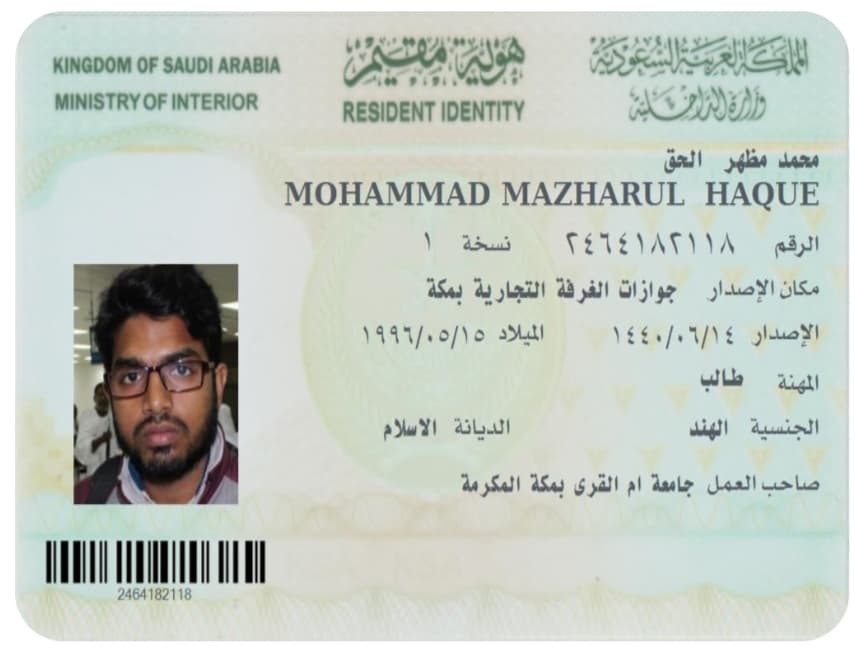 KINGDOM OF SAUDI ARABIA
MINISTRY OF INTERIOR
هوية مقيم
RESIDENT IDENTITY
المملكة العربية السعودية
وزارة الداخلية
محمد مظهر الحق
MOHAMMAD MAZHARUL HAQUE
الرقم ٢٤٦٤١٨٢١١٨ نسخة ١
مكان الإصدار جوازات الغرفة التجارية بمكة
الإصدار ١٤٤٠/٠٦/١٤ الميلاد ١٩٩٦/٠٥/١٥
المهنة طالب
الجنسية الهند الديانة الاسلام
صاحب العمل جامعة ام القرى بمكة المكرمة
2464182118